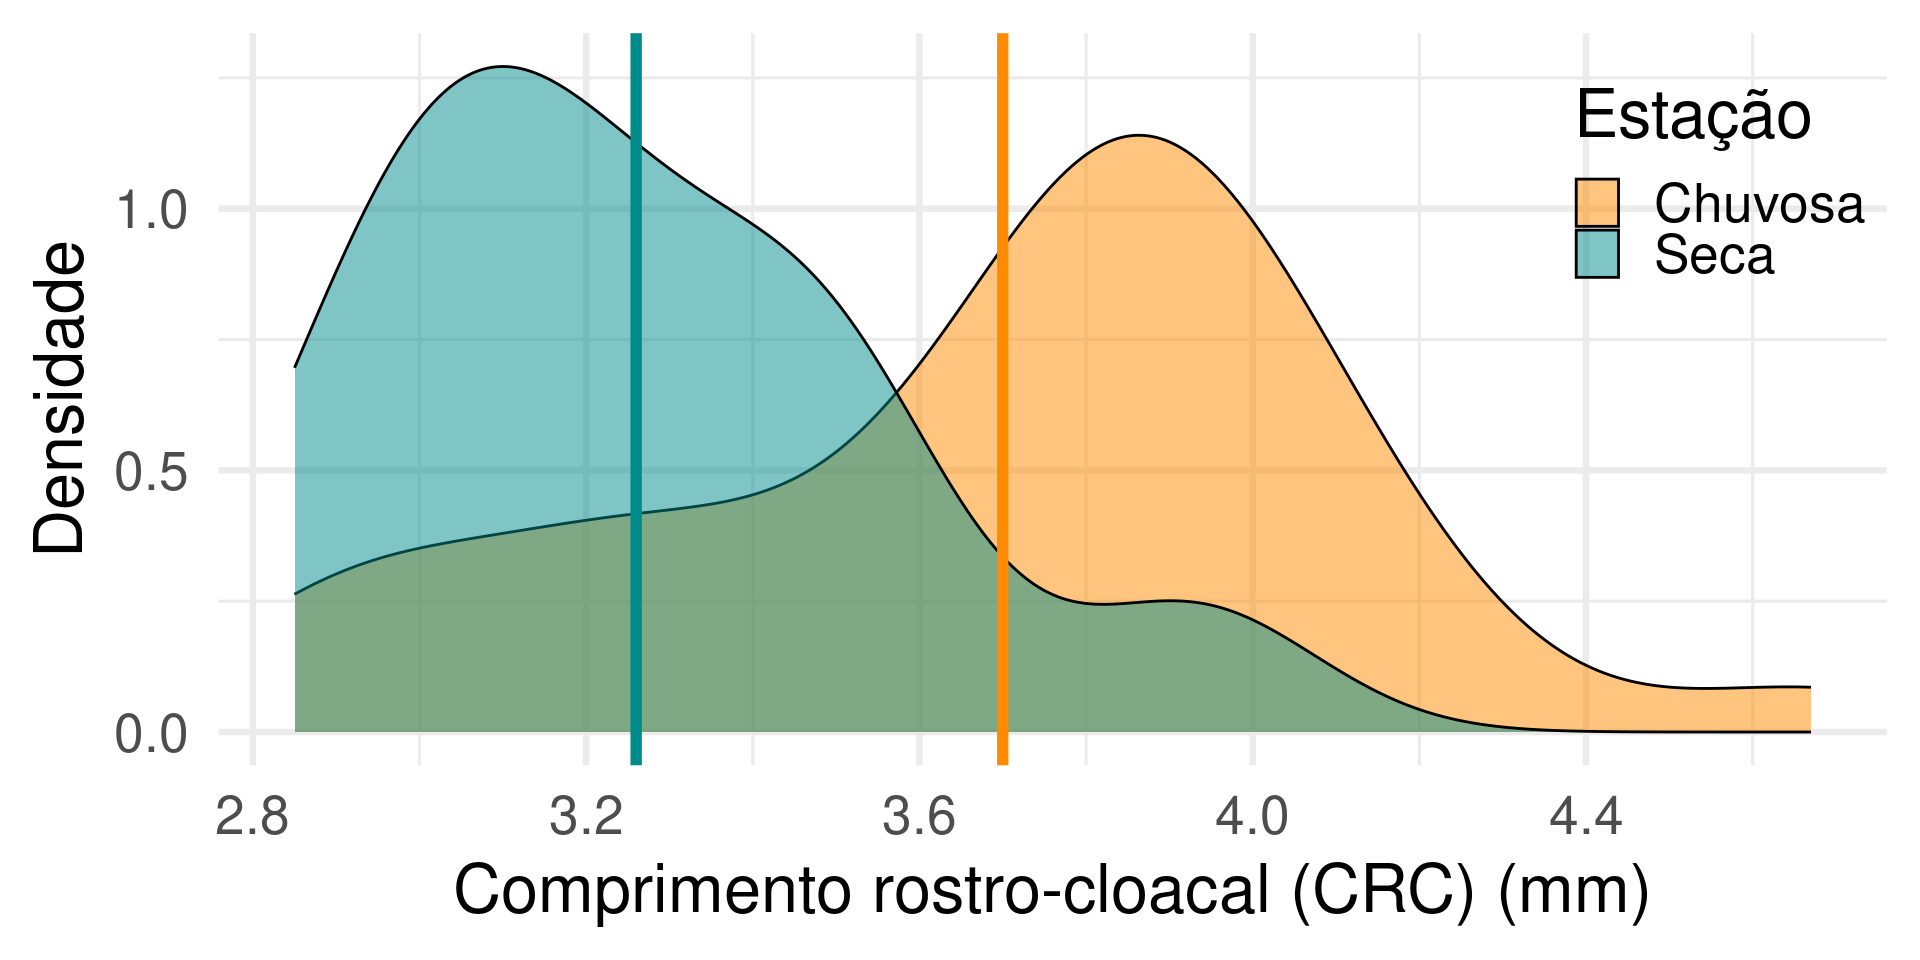 Densidade
1.0
0.5
0.0
2.8 3.2 3.6 4.0 4.4
Comprimento rostro-cloacal (CRC) (mm)
Estação
Chuvosa
Seca